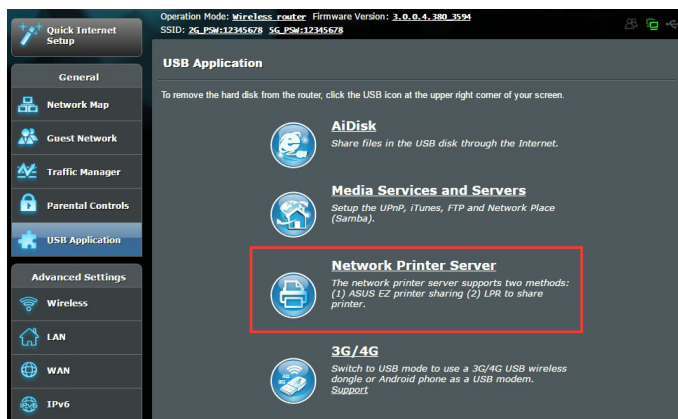 Quick Internet
Setup
Operation Mode: Wireless router Firmware Version: 3.0.0.4.380_3594
SSID: 2G_PSW:12345678 5G_PSW:12345678
General
Network Map
Guest Network
Traffic Manager
Parental Controls
USB Application
Advanced Settings
Wireless
LAN
WAN
IPv6
USB Application
To remove the hard disk from the router, click the USB icon at the upper right corner of your screen.
AiDisk
Share files in the USB disk through the Internet.
Media Services and Servers
Setup the UPnP, iTunes, FTP and Network Place
(Samba).
Network Printer Server
The network printer server supports two methods:
(1) ASUS EZ printer sharing (2) LPR to share
printer.
3G/4G
Switch to USB mode to use a 3G/4G USB wireless
dongle or Android phone as a USB modem.
Support